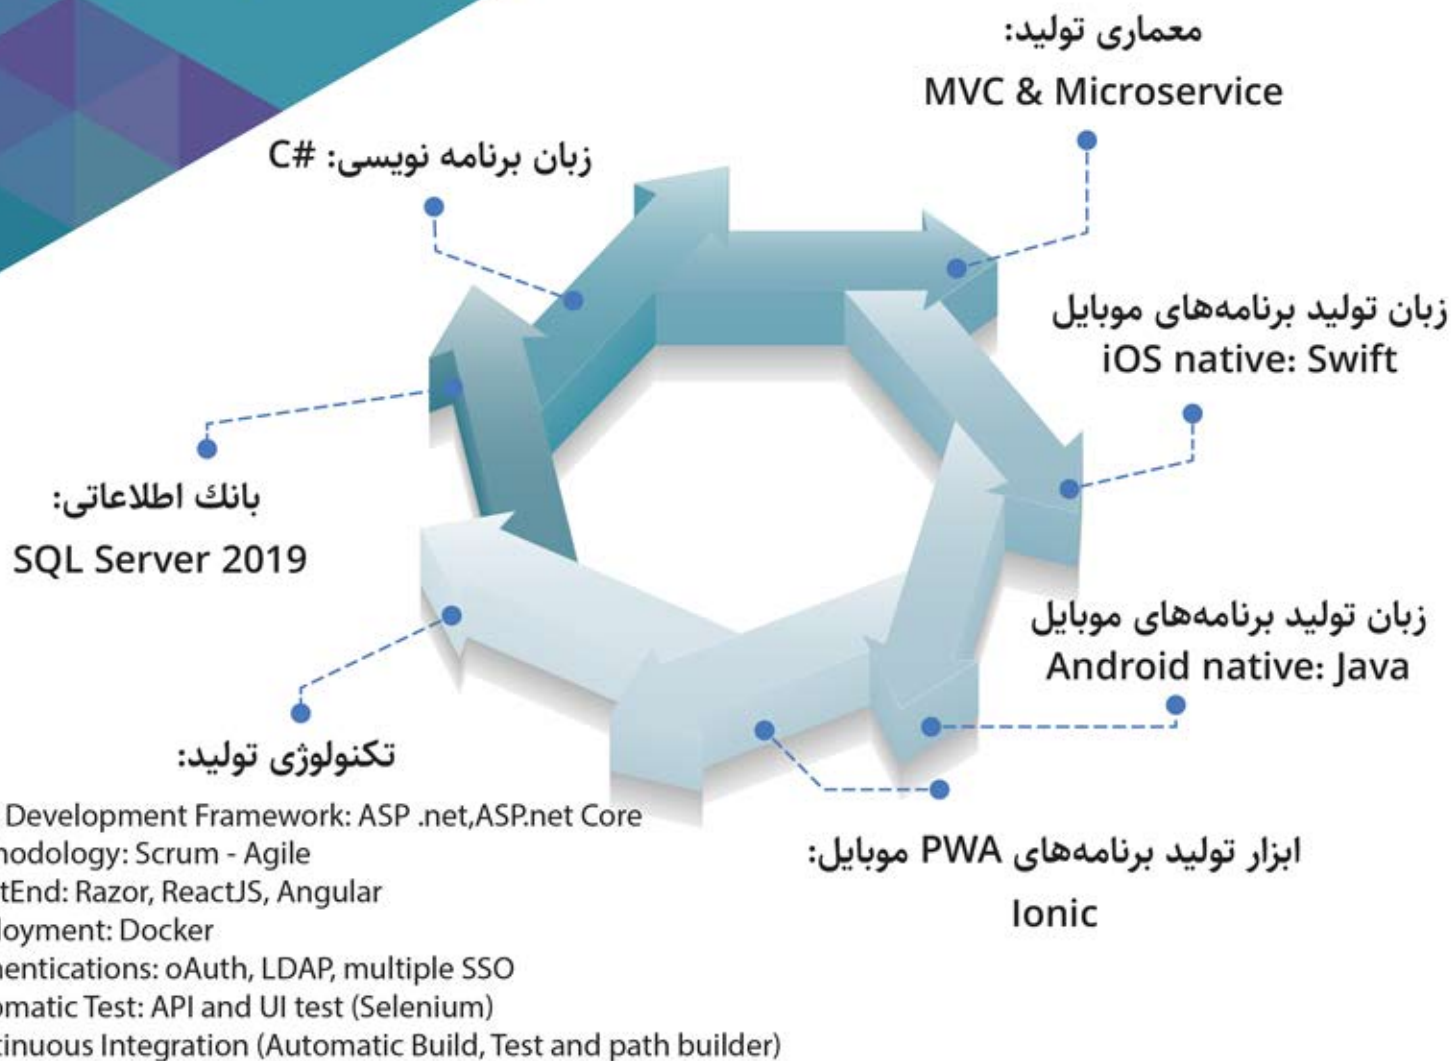 معماری تولید:
MVC & Microservice
زبان برنامه نویسی: C#
زبان تولید برنامه‌های موبایل
iOS native: Swift
بانك اطلاعاتی:
SQL Server 2019
زبان تولید برنامه‌های موبایل
Android native: Java
تکنولوژی تولید:
Development Framework: ASP .net,ASP.net Core
Scrum - Agile
Razor, ReactJS, Angular
Docker
oAuth, LDAP, multiple SSO
Test: API and UI test (Selenium)
Integration (Automatic Build, Test and path builder)
ابزار تولید برنامه‌های PWA موبایل:
Ionic